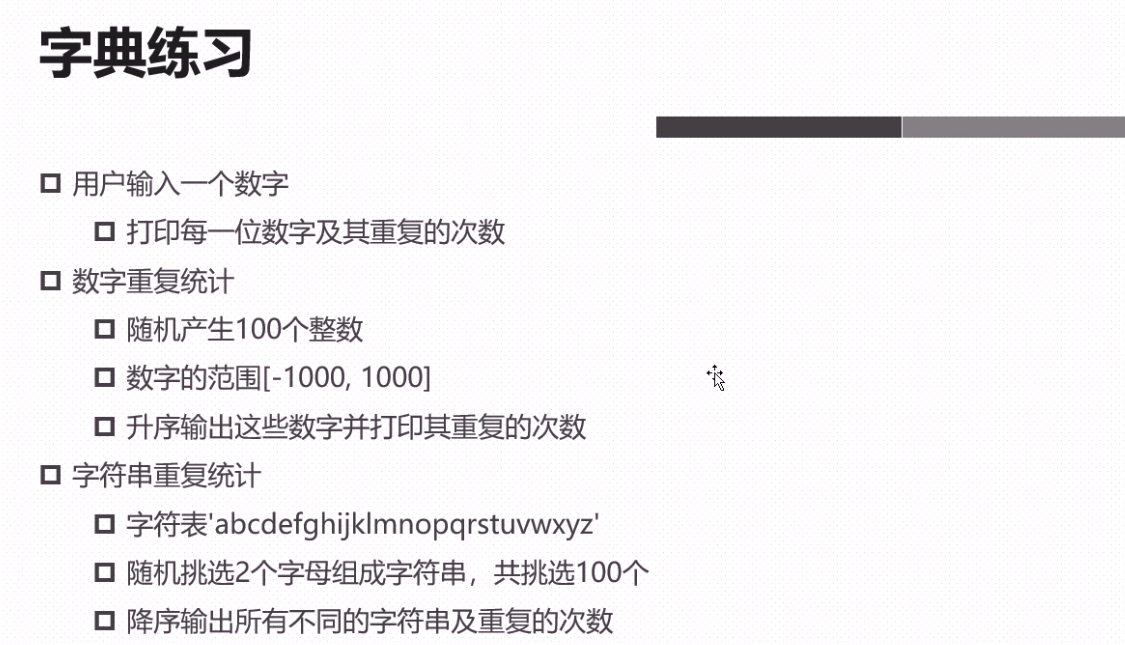 字典练习
用户输入一个数字
打印每一位数字及其重复的次数
数字重复统计
随机产生100个整数
数字的范围[-1000, 1000]
升序输出这些数字并打印其重复的次数
字符串重复统计
字符表'abcdefghijklmnopqrstuvwxyz'
随机挑选2个字母组成字符串，共挑选100个
降序输出所有不同的字符串及重复的次数